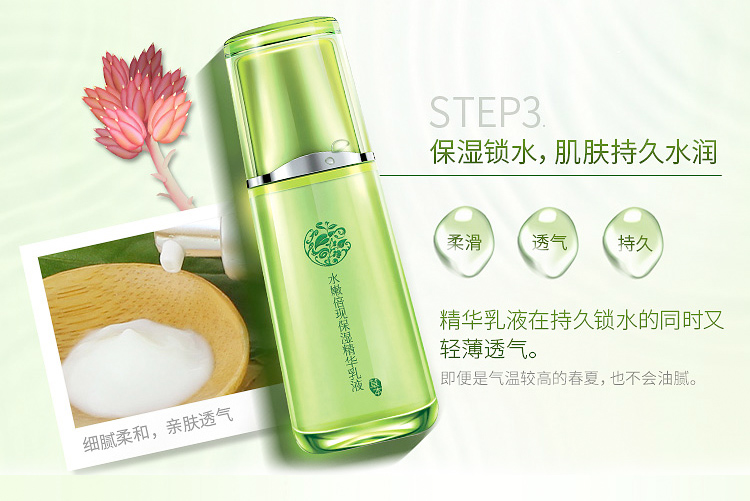 STEP3.
保湿锁水,肌肤持久水润
柔滑
透气
持久
精华乳液在持久锁水的同时又
轻薄透气。
即便是气温较高的春夏,也不会油腻。
水嫩倍现保湿精华乳液
细腻柔和，亲肤透气